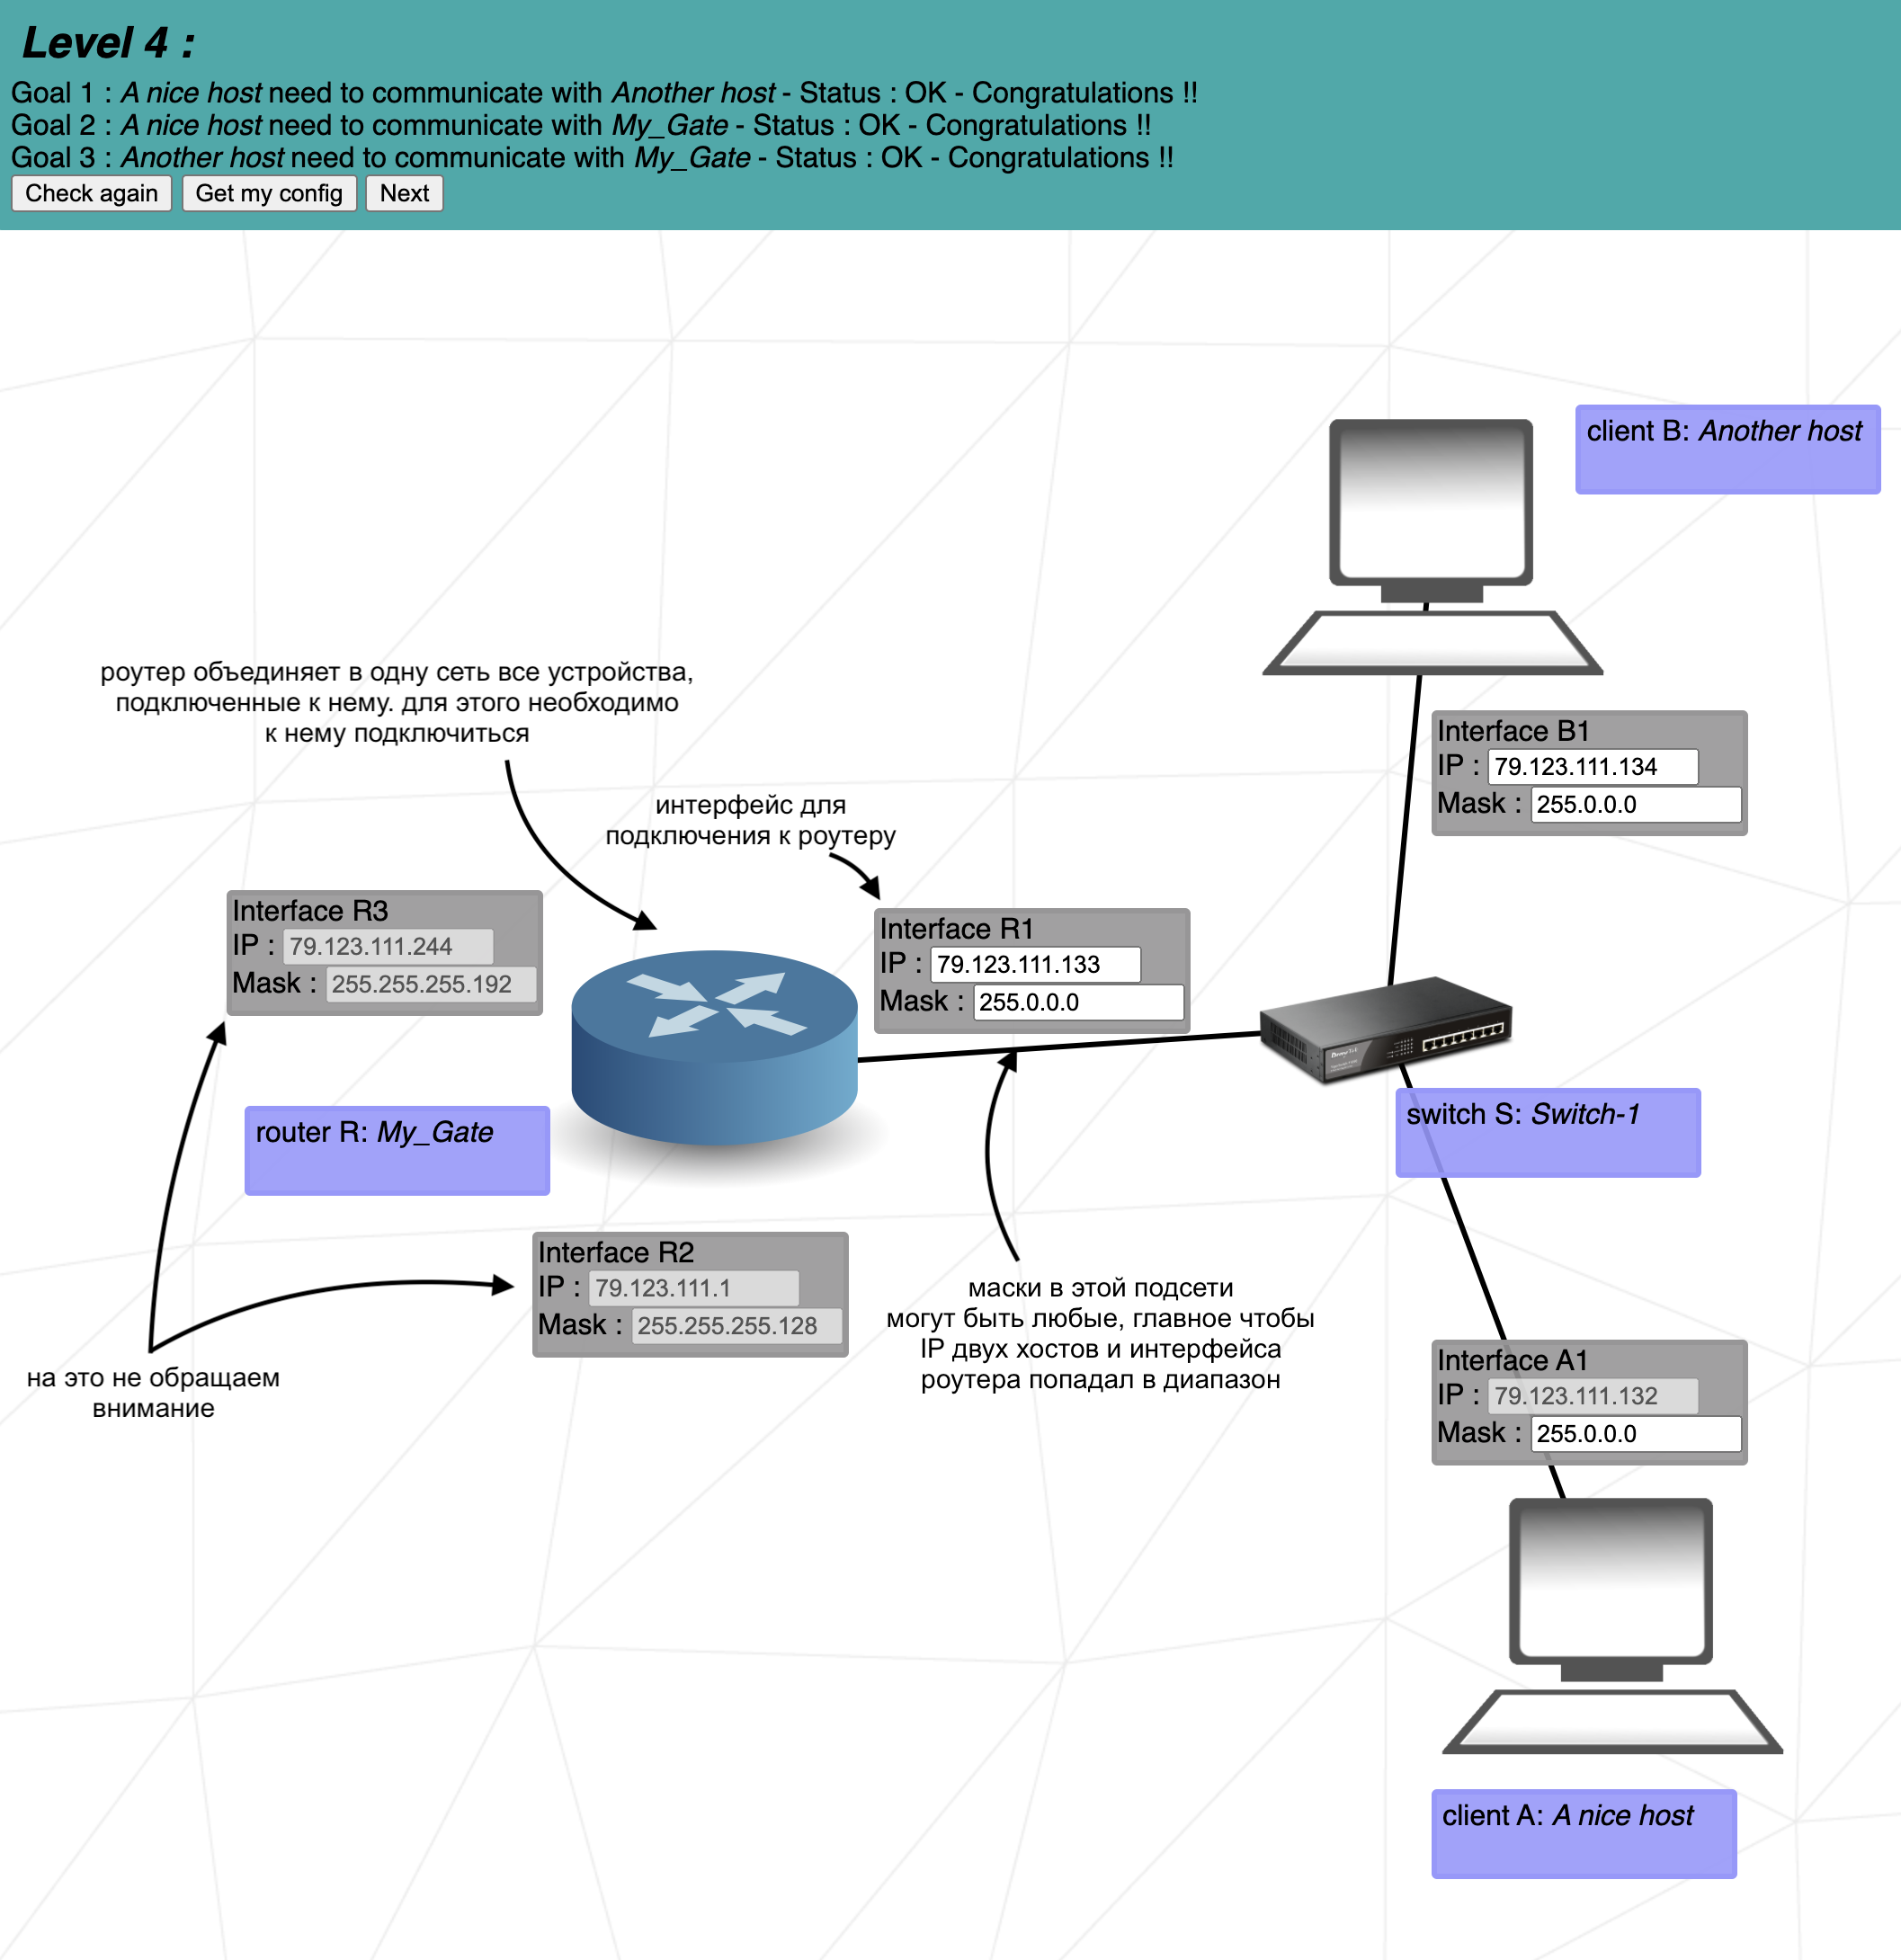 Level 4 :
Goal 1 : A nice host need to communicate with Another host - Status : OK - Congratulations !!
Goal 2 : A nice host need to communicate with My_Gate - Status : OK - Congratulations !!
Goal 3 : Another host need to communicate with My_Gate - Status : OK - Congratulations !!
Check again Get my config Next
client B: Another host
роутер объединяет в одну сеть все устройства,
подключенные к нему. для этого необходимо
к нему подключиться
Interface B1
IP : 79.123.111.134
Mask : 255.0.0.0
интерфейс для
подключения к роутеру
Interface R3
IP : 79.123.111.244
Mask : 255.255.255.192
Interface R1
IP : 79.123.111.133
Mask : 255.0.0.0
router R: My_Gate
switch S: Switch-1
Interface R2
IP : 79.123.111.1
Mask : 255.255.255.128
маски в этой подсети
могут быть любые, главное чтобы
IP двух хостов и интерфейса
роутера попадал в диапазон
на это не обращаем
внимание
Interface A1
IP : 79.123.111.132
Mask : 255.0.0.0
client A: A nice host